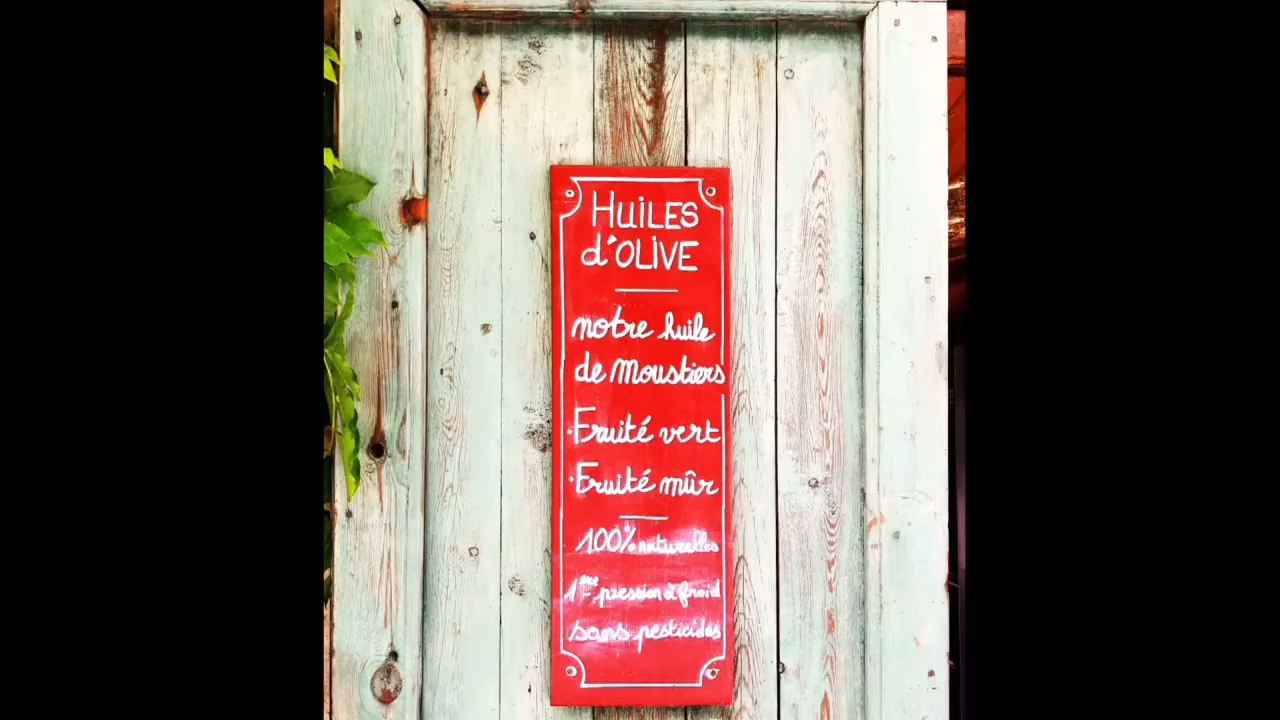 HUiLES
d'OLiVE
notre huile
de Moustiers
·Fruité vert
·Fruité mûr
100% naturelles
1ère pression à froid
sans pesticides